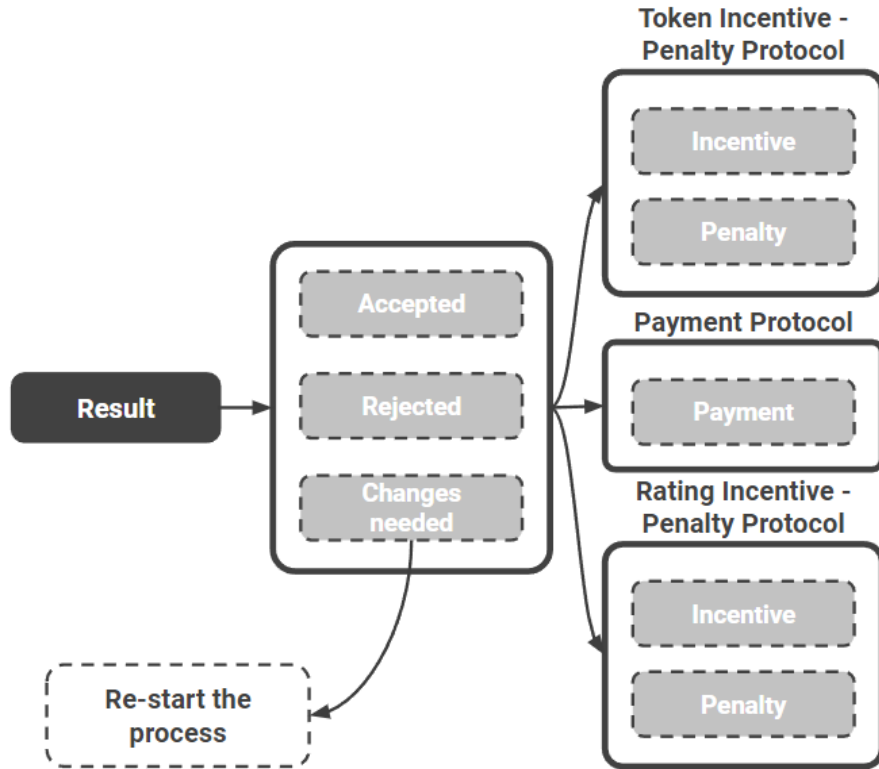 Token Incentive -
Penalty Protocol
Incentive
Penalty
Accepted
Rejected
Changes
needed
Result
Payment Protocol
Payment
Rating Incentive -
Penalty Protocol
Incentive
Penalty
Re-start the
process